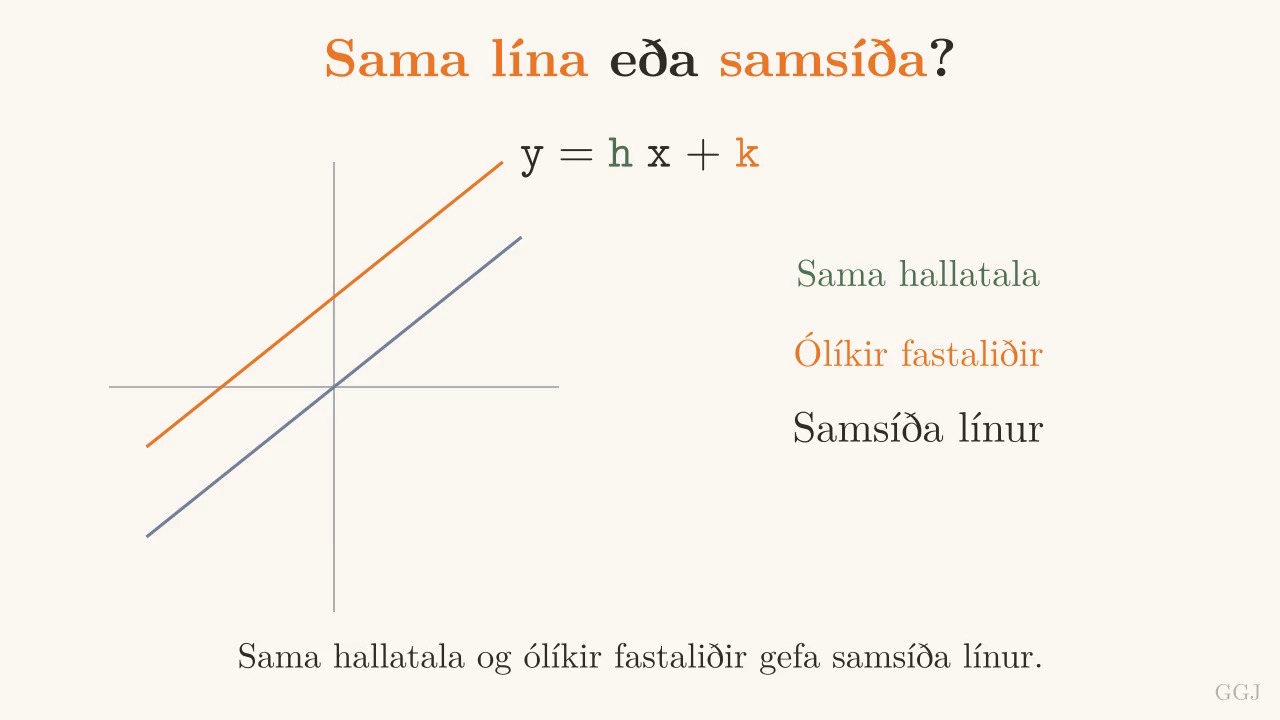 Sama lína eða samsíða?
y = h x + k
Sama hallatala
Ólíkir fastaliðir
Samsíða línur
Sama hallatala og ólíkir fastaliðir gefa samsíða línur.
GGJ